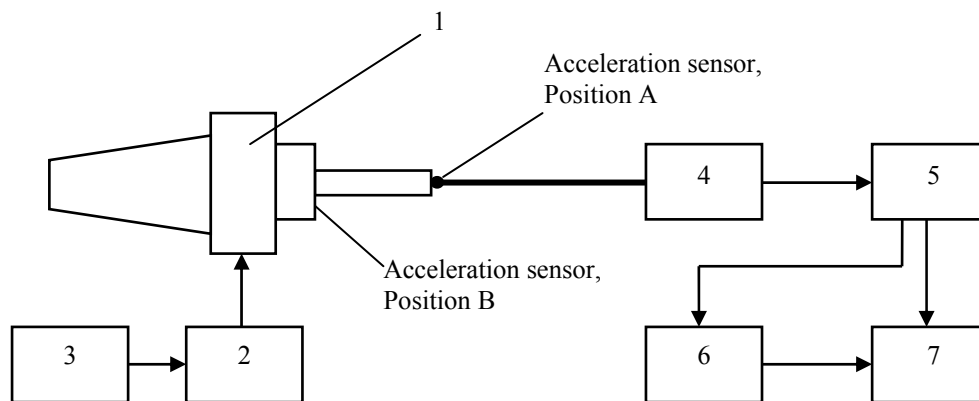 1
Acceleration sensor,
Position A
4
5
Acceleration sensor,
Position B
3
2
6
7